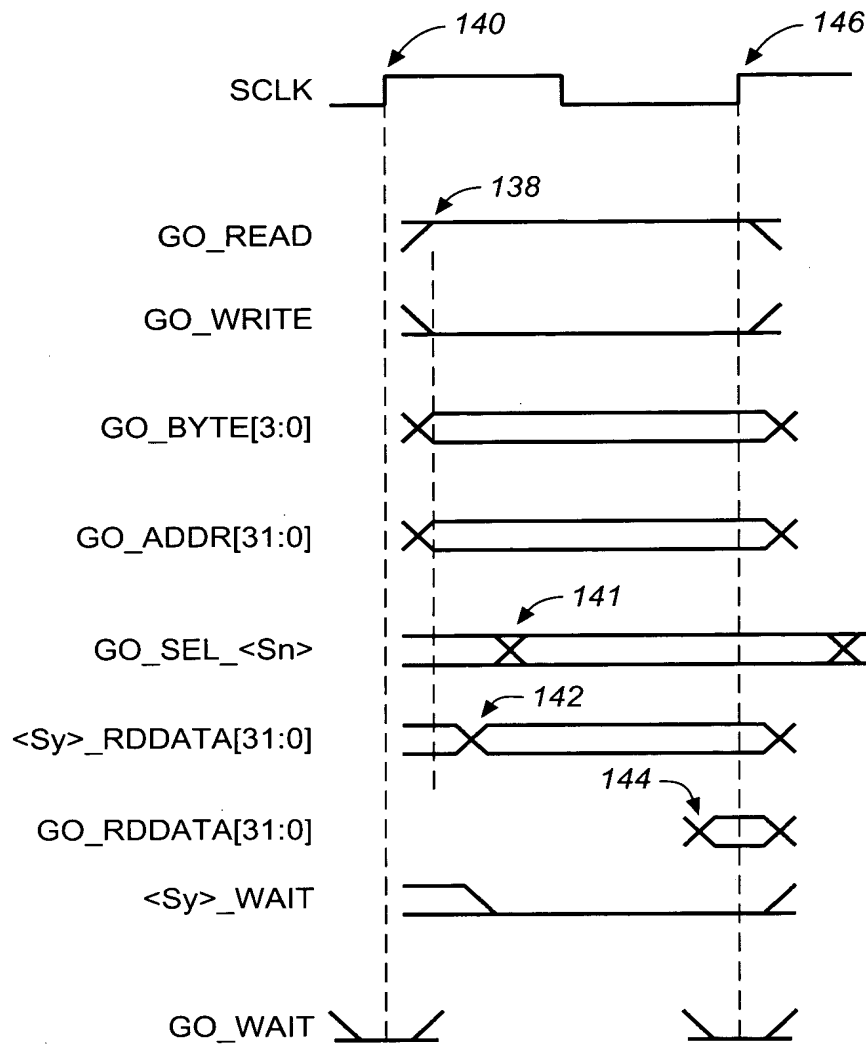 140
146
SCLK
138
GO_READ
GO_WRITE
GO_BYTE[3:0]
GO_ADDR[31:0]
141
GO_SEL_<Sn>
142
<Sy>_RDDATA[31:0]
144
GO_RDDATA[31:0]
<Sy>_WAIT
GO_WAIT